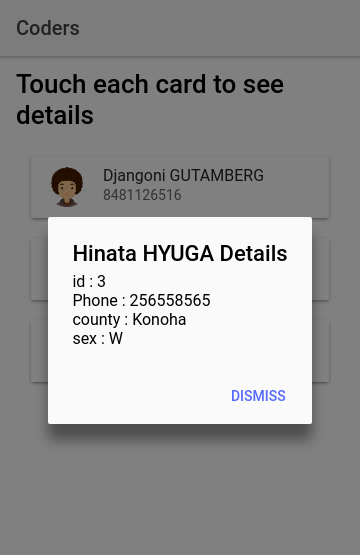 Coders
Touch each card to see
details
Djangoni GUTAMBERG
8481126516
Hinata HYUGA Details
id : 3
Phone : 256558565
county : Konoha
sex : W
DISMISS